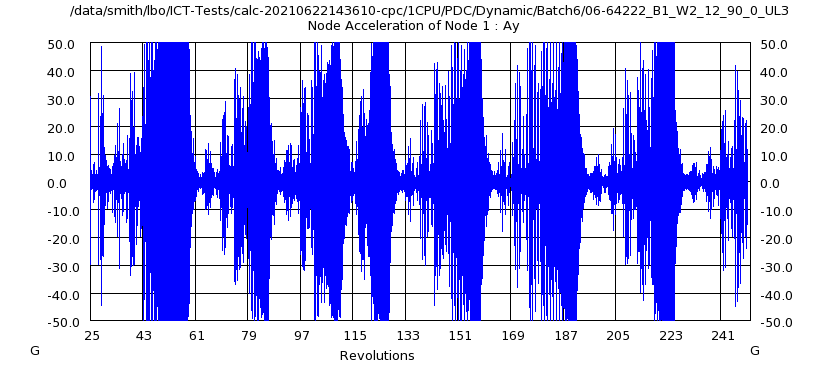 /data/smith/lbo/ICT-Tests/calc-20210622143610-cpc/1CPU/PDC/Dynamic/Batch6/06-64222_B1_W2_12_90_0_UL3
Node Acceleration of Node 1 : Ay
50.0 50.0
40.0 40.0
30.0 30.0
20.0 20.0
10.0 10.0
0.0 0.0
-10.0 -10.0
-20.0 -20.0
-30.0 -30.0
-40.0 -40.0
-50.0 -50.0
25 43 61 79 97 115 133 151 169 187 205 223 241
G G
Revolutions